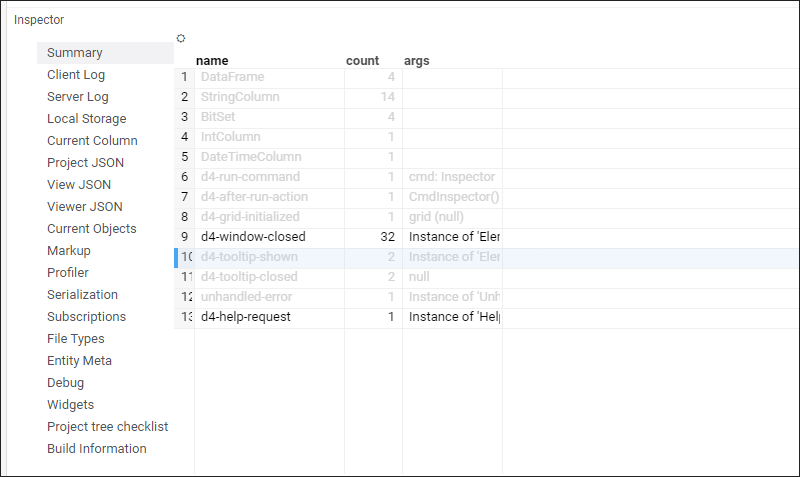 Inspector
Summary
Client Log
Server Log
Local Storage
Current Column
Project JSON
View JSON
Viewer JSON
Current Objects
Markup
Profiler
Serialization
Subscriptions
File Types
Entity Meta
Debug
Widgets
Project tree checklist
Build Information
name count args
1 DataFrame 4
2 StringColumn 14
3 BitSet 4
4 IntColumn 1
5 DateTimeColumn 1
6 d4-run-command 1 cmd: Inspector
7 d4-after-run-action 1 CmdInspector()
8 d4-grid-initialized 1 grid (null)
9 d4-window-closed 32 Instance of 'Eler
10 d4-tooltip-shown 2 Instance of 'Eler
11 d4-tooltip-closed 2 null
12 unhandled-error 1 Instance of 'Unh
13 d4-help-request 1 Instance of 'Help